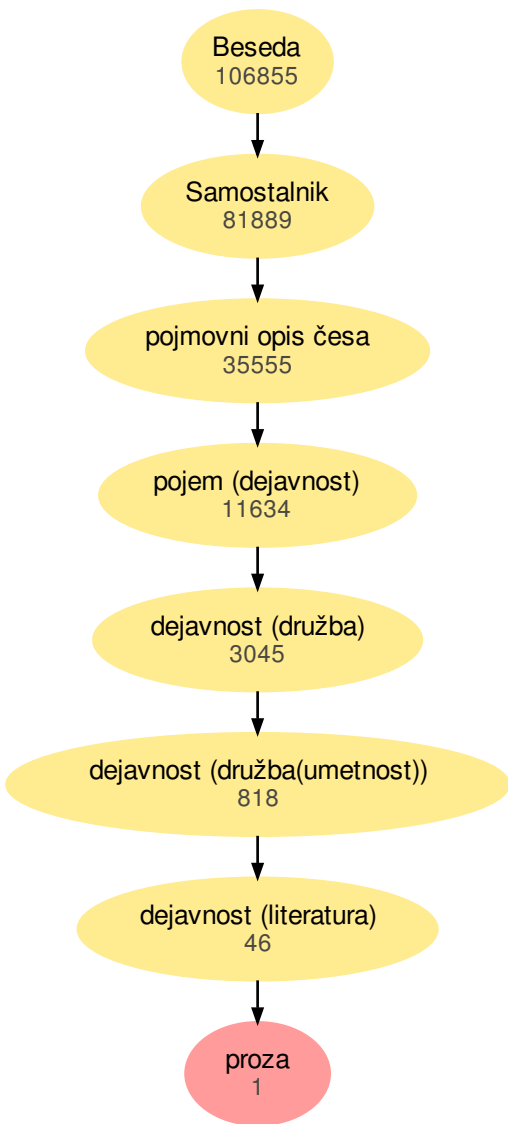 Beseda
106855
Samostalnik
81889
pojmovni opis česa
35555
pojem (dejavnost)
11634
dejavnost (družba)
3045
dejavnost (družba(umetnost))
818
dejavnost (literatura)
46
proza
1